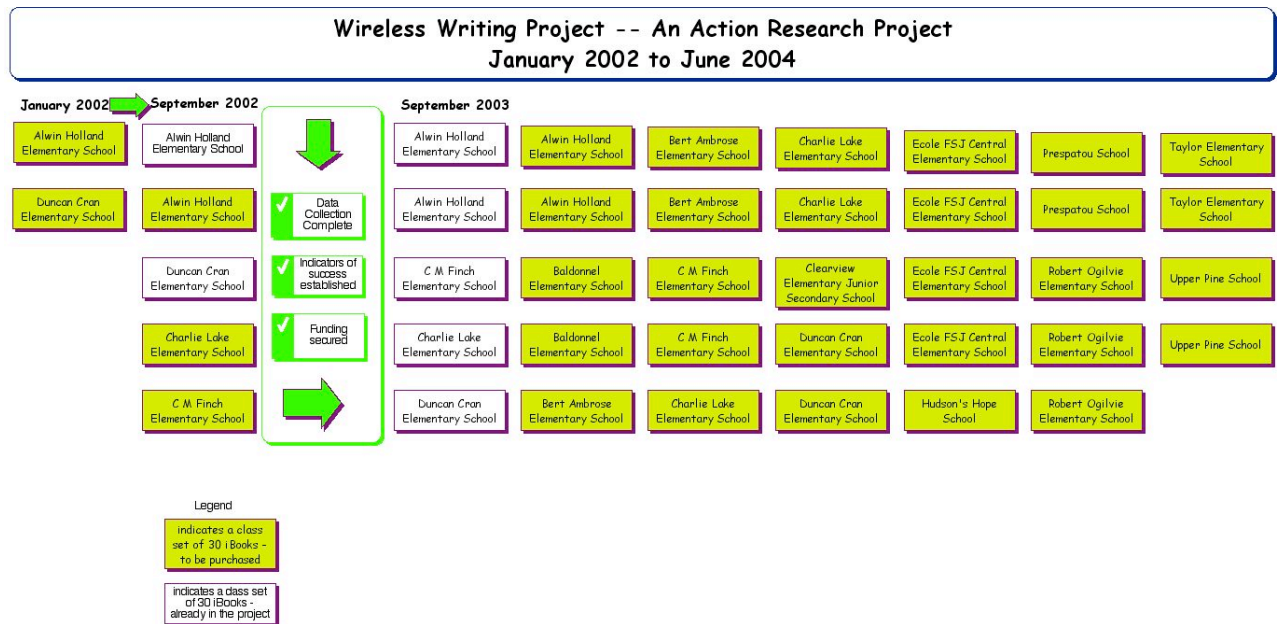 Wireless Writing Project -- An Action Research Project
January 2002 to June 2004
January 2002
September 2002
September 2003
Alwin Holland
Elementary School
Duncan Cran
Elementary School
Alwin Holland
Elementary School
Alwin Holland
Elementary School
Duncan Cran
Elementary School
Charlie Lake
Elementary School
C M Finch
Elementary School
Data
Collection
Complete
Indicators of
success
established
Funding
secured
Alwin Holland
Elementary School
Alwin Holland
Elementary School
C M Finch
Elementary School
Charlie Lake
Elementary School
Duncan Cran
Elementary School
Alwin Holland
Elementary School
Alwin Holland
Elementary School
Baldonnel
Elementary School
Baldonnel
Elementary School
Bert Ambrose
Elementary School
Bert Ambrose
Elementary School
Bert Ambrose
Elementary School
C M Finch
Elementary School
C M Finch
Elementary School
Charlie Lake
Elementary School
Charlie Lake
Elementary School
Charlie Lake
Elementary School
Clearview
Elementary Junior
Secondary School
Duncan Cran
Elementary School
Duncan Cran
Elementary School
Ecole FSJ Central
Elementary School
Ecole FSJ Central
Elementary School
Ecole FSJ Central
Elementary School
Ecole FSJ Central
Elementary School
Hudson's Hope
School
Prespatou School
Prespatou School
Robert Ogilvie
Elementary School
Robert Ogilvie
Elementary School
Robert Ogilvie
Elementary School
Taylor Elementary
School
Taylor Elementary
School
Upper Pine School
Upper Pine School
Legend
indicates a class
set of 30 iBooks -
to be purchased
indicates a class set
of 30 iBooks -
already in the project